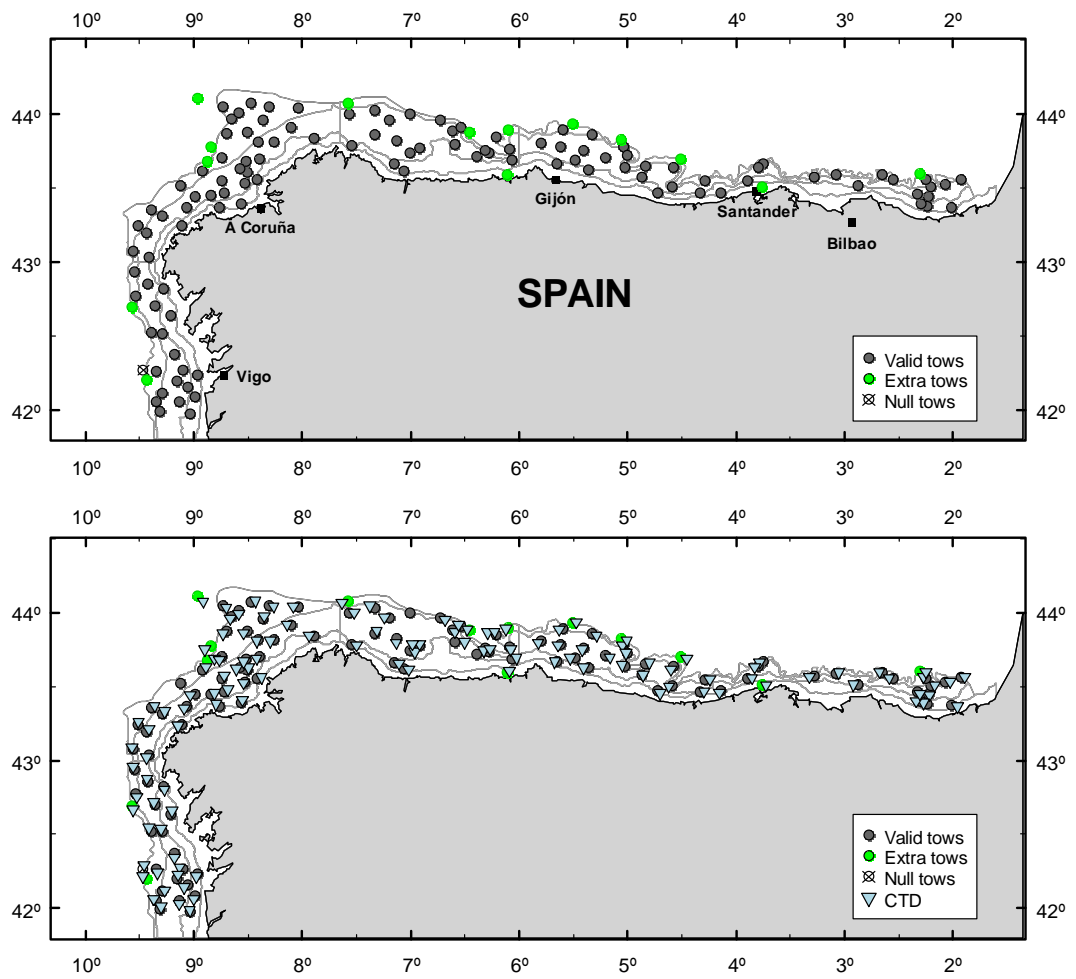 10º 9º 8º 7º 6º 5º 4º 3º 2º
44º 44º
Gijón
Santander
A Coruña
Bilbao
43º 43º
SPAIN
Valid tows
Vigo
Extra tows
Null tows
42º 42º
10º 9º 8º 7º 6º 5º 4º 3º 2º
10º 9º 8º 7º 6º 5º 4º 3º 2º
44º 44º
43º 43º
Valid tows
Extra tows
Null tows
CTD
42º 42º
10º 9º 8º 7º 6º 5º 4º 3º 2º